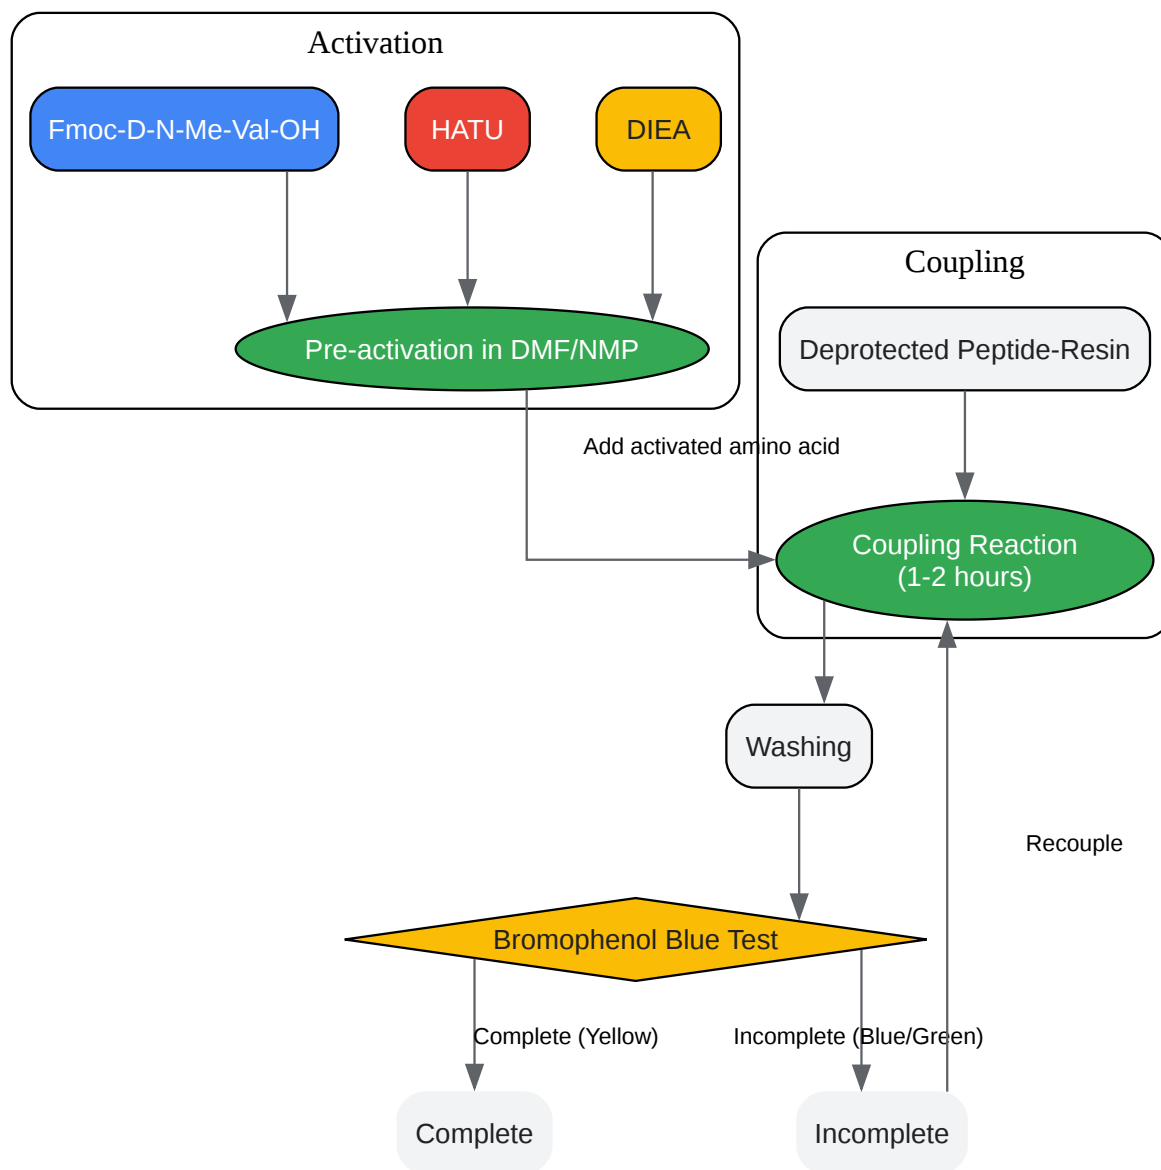 Activation
Fmoc-D-N-Me-Val-OH
HATU
DIEA
Pre-activation in DMF/NMP
Coupling
Deprotected Peptide-Resin
Add activated amino acid
Coupling Reaction
(1-2 hours)
Washing
Recouple
Bromophenol Blue Test
Complete (Yellow)
Incomplete (Blue/Green)
Complete
Incomplete